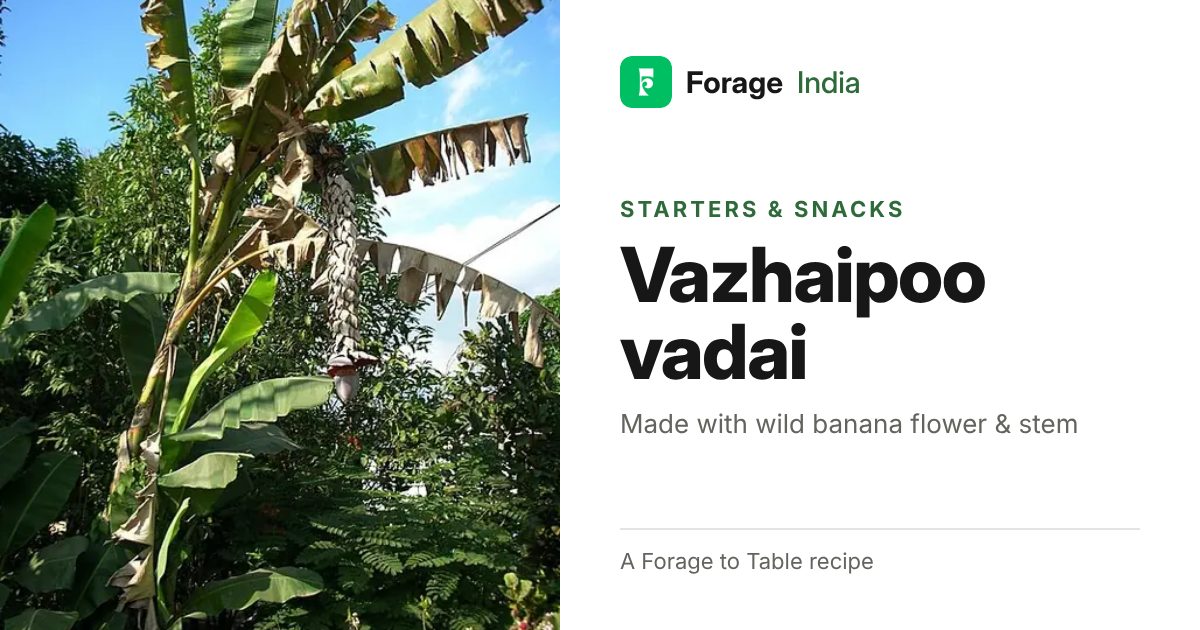 Forage India
STARTERS & SNACKS
Vazhaipoo
vadai
Made with wild banana flower & stem
A Forage to Table recipe